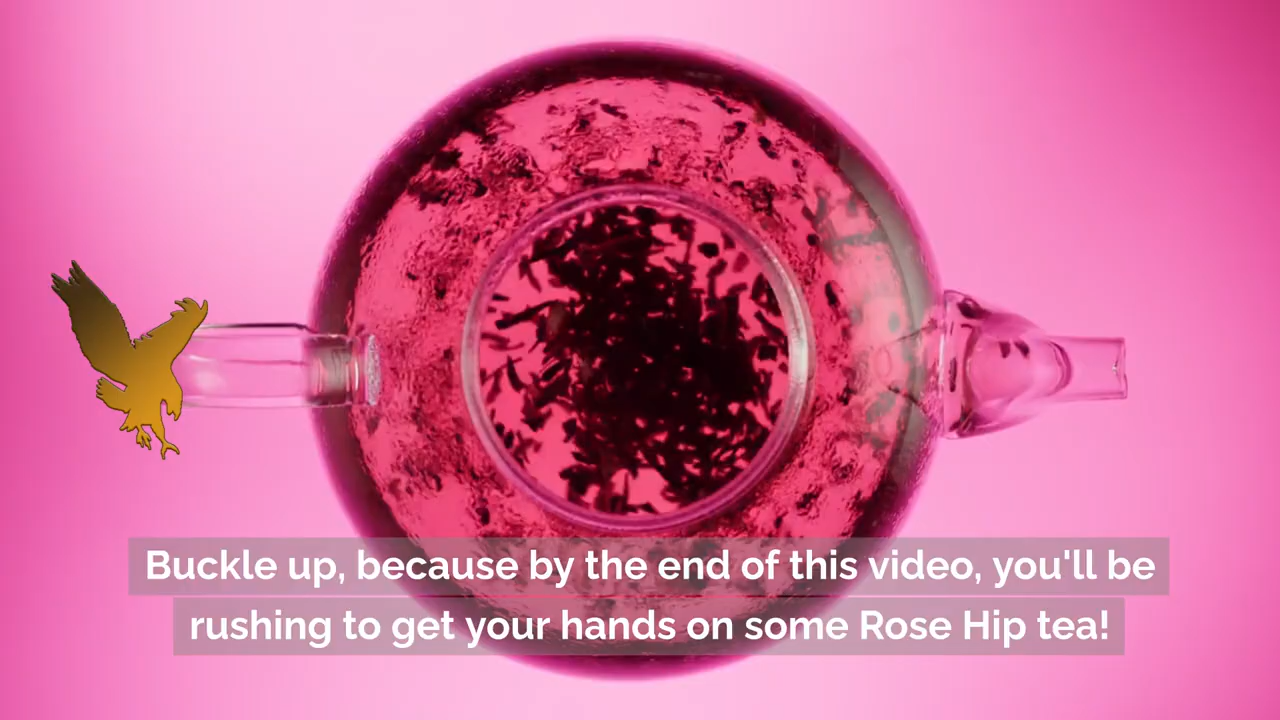 Buckle up, because by the end of this video, you'll be
rushing to get your hands on some Rose Hip tea!